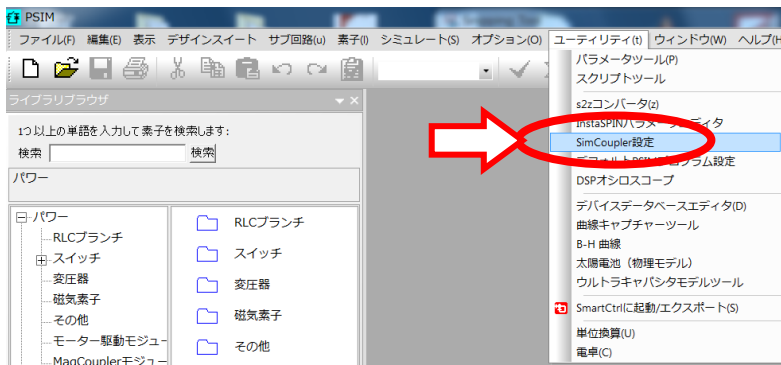 PSIM
ファイル(F) 編集(E) 表示 デザインスイート サブ回路(u) 素子(I) シミュレート(S) オプション(O) ユーティリティ(t) ウィンドウ(W) ヘルプ(H
ライブラリブラウザ
1つ以上の単語を入力して素子を検索します:
検索 検索
パワー
パワー
RLCブランチ
スイッチ
変圧器
磁気素子
その他
モーター駆動モジュー
MagCouplerモジュー
RLCブランチ
スイッチ
変圧器
磁気素子
その他
パラメータツール(P)
スクリプトツール
s2zコンバータ(z)
InstaSPINパラメータエディタ
SimCoupler設定
デフォルトPSIMプログラム設定
DSPオシロスコープ
デバイスデータベースエディタ(D)
曲線キャプチャーツール
B-H 曲線
太陽電池（物理モデル）
ウルトラキャパシタモデルツール
SmartCtrlに起動/エクスポート(S)
単位換算(U)
電卓(C)